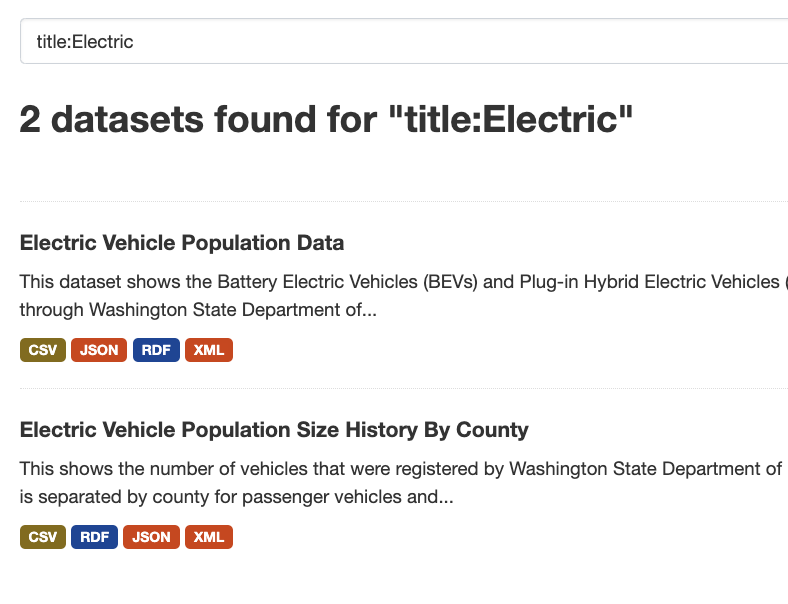 title:Electric
2 datasets found for "title:Electric"
Electric Vehicle Population Data
This dataset shows the Battery Electric Vehicles (BEVs) and Plug-in Hybrid Electric Vehicles (
through Washington State Department of...
CSV JSON RDF XML
Electric Vehicle Population Size History By County
This shows the number of vehicles that were registered by Washington State Department of
is separated by county for passenger vehicles and...
CSV RDF JSON XML